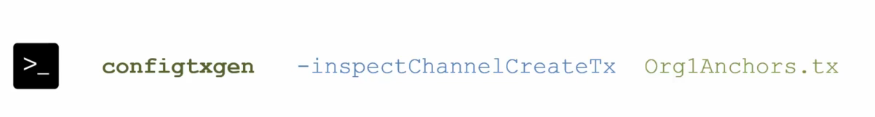 >_ configtxgen -inspectChannelCreateTx Org1Anchors.tx